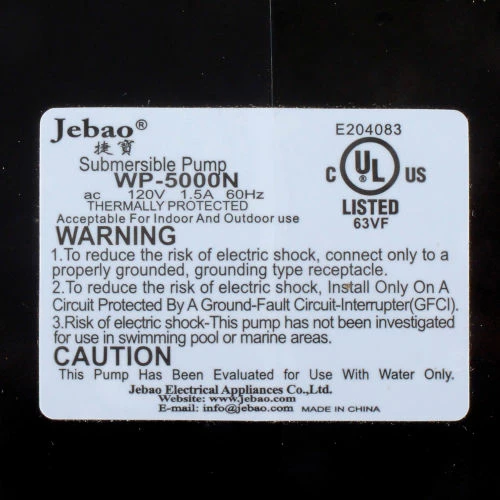 Jebao®
捷寶
E204083
Submersible Pump
WP-5000N
ac 120V 1.5A 60Hz
THERMALLY PROTECTED
Acceptable For Indoor And Outdoor use
C UL® US
LISTED
63VF
WARNING
1.To reduce the risk of electric shock, connect only to a
properly grounded, grounding type receptacle.
2.To reduce the risk of electric shock, Install Only On A
Circuit Protected By A Ground-Fault Circuit-Interrupter(GFCI).
3.Risk of electric shock-This pump has not been investigated
for use in swimming pool or marine areas.
CAUTION
This Pump Has Been Evaluated for Use With Water Only.
Jebao Electrical Appliances Co.,Ltd.
Website: www.jebao.com
E-mail: info@jebao.com MADE IN CHINA